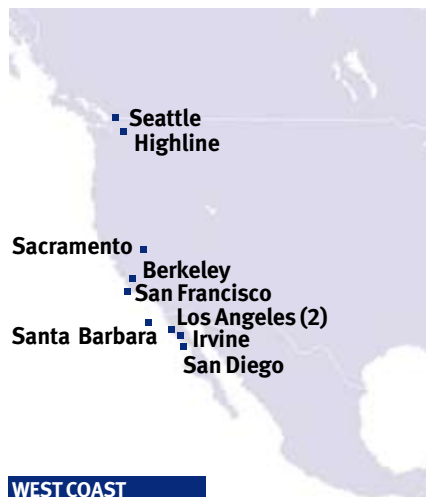 Seattle
Highline
Sacramento
Berkeley
San Francisco
Los Angeles (2)
Santa Barbara
Irvine
San Diego
WEST COAST